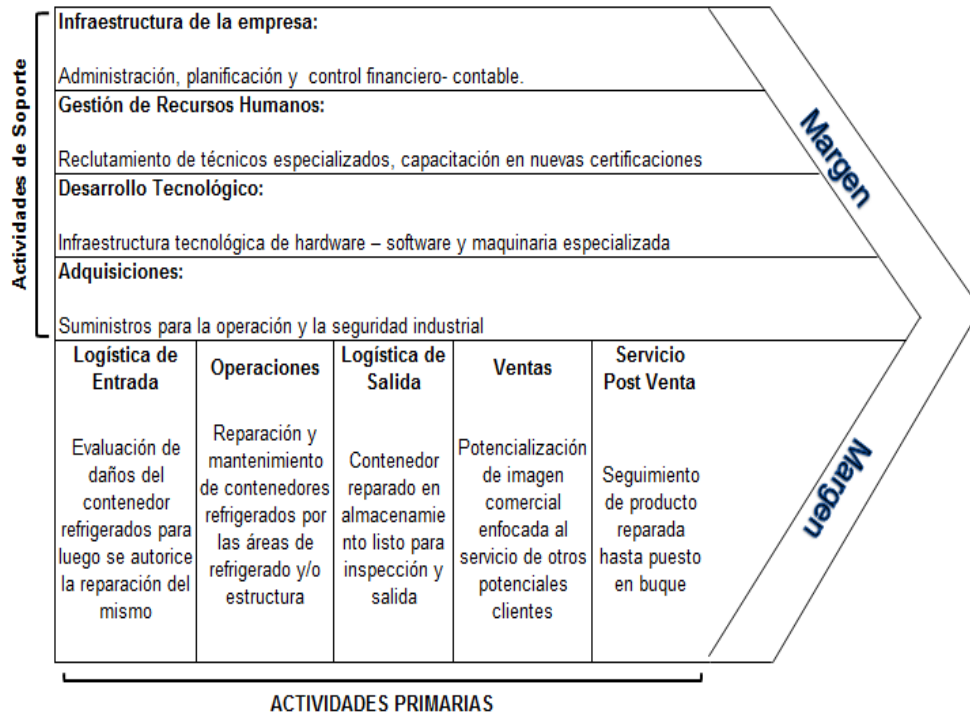 Actividades de Soporte
Infraestructura de la empresa:
Administración, planificación y control financiero- contable.
Gestión de Recursos Humanos:
Reclutamiento de técnicos especializados, capacitación en nuevas certificaciones
Desarrollo Tecnológico:
Infraestructura tecnológica de hardware – software y maquinaria especializada
Adquisiciones:
Suministros para la operación y la seguridad industrial
Margen
Logística de
Entrada
Evaluación de
daños del
contenedor
refrigerados para
luego se autorice
la reparación del
mismo
Operaciones
Reparación y
mantenimiento
de contenedores
refrigerados por
las áreas de
refrigerado y/o
estructura
Logística de
Salida
Contenedor
reparado en
almacenamie
nto listo para
inspección y
salida
Ventas
Potencialización
de imagen
comercial
enfocada al
servicio de otros
potenciales
clientes
Servicio
Post Venta
Seguimiento
de producto
reparada
hasta puesto
en buque
Margen
ACTIVIDADES PRIMARIAS